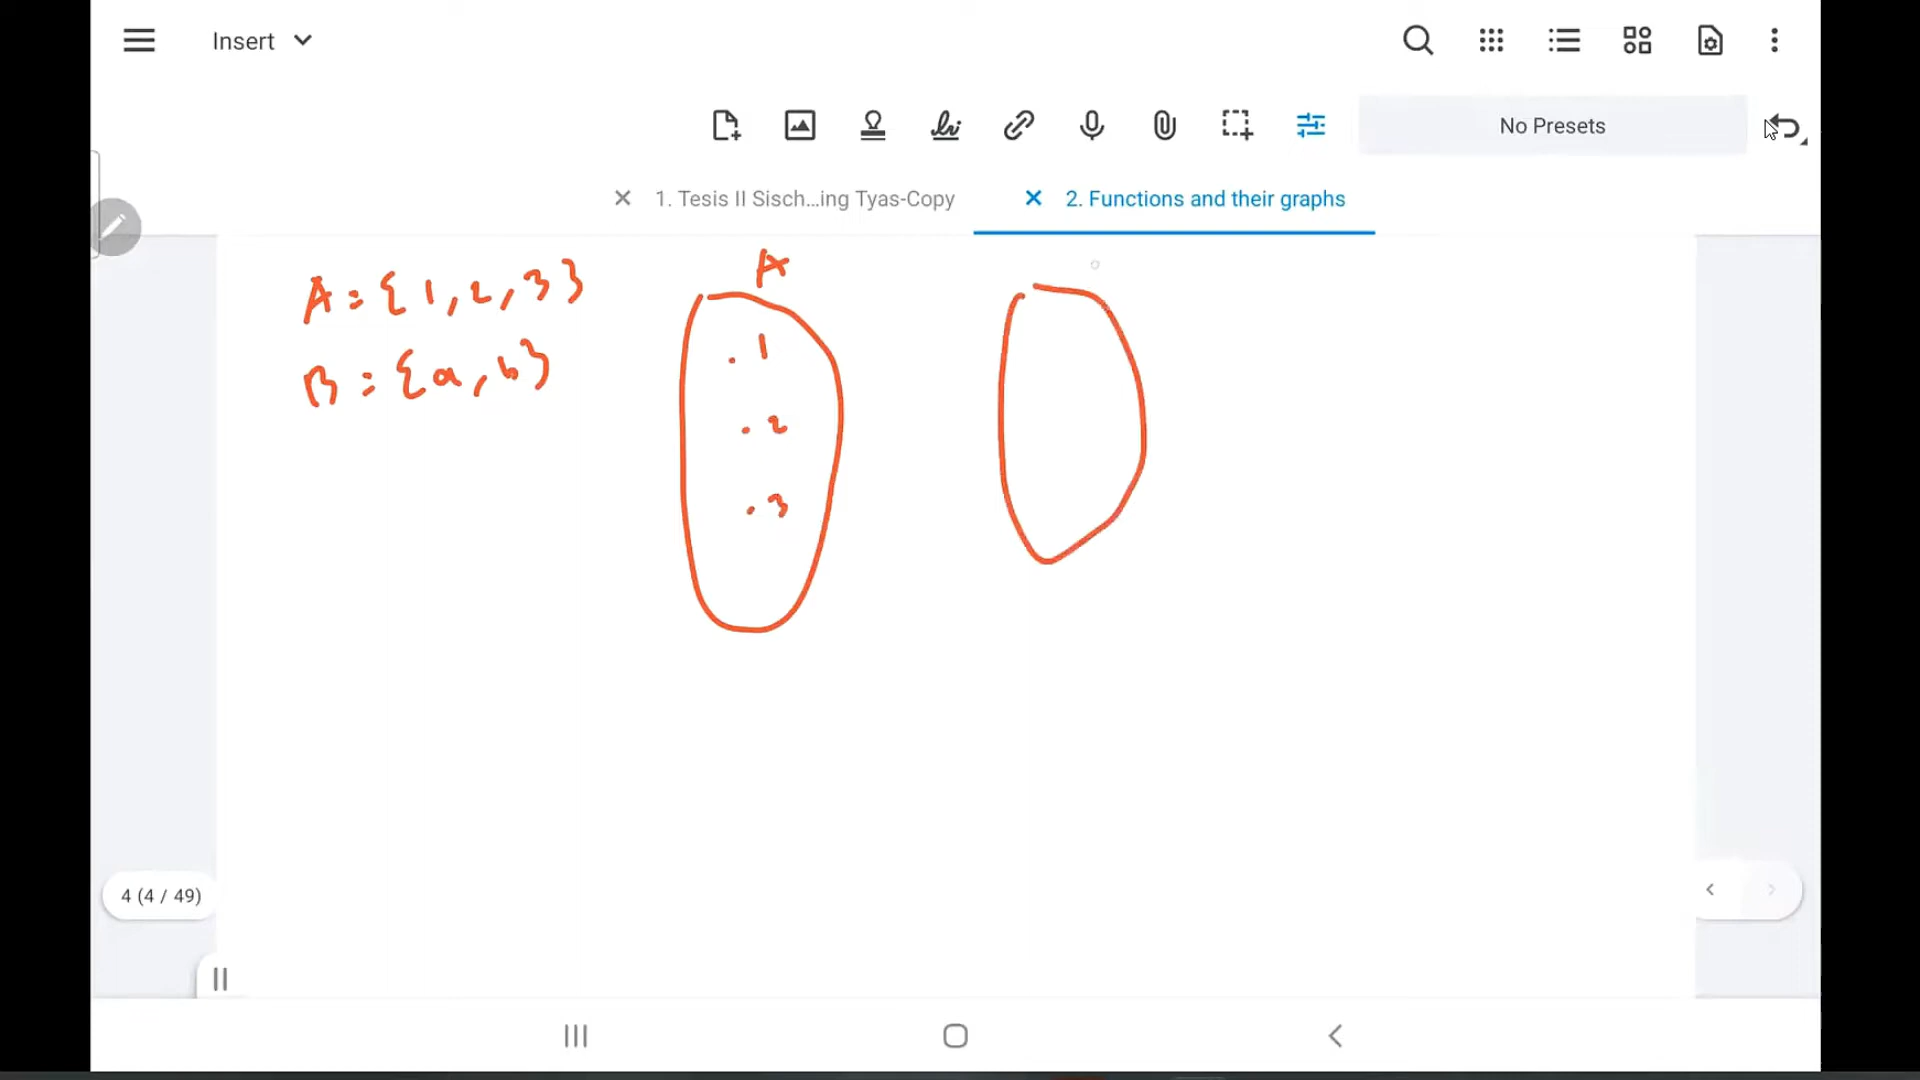 Insert
No Presets
1. Tesis II Sisch...ing Tyas-Copy
2. Functions and their graphs
A = {1, 2, 3}
B = {a, b}
A
. 1
. 2
. 3
4 (4 / 49)